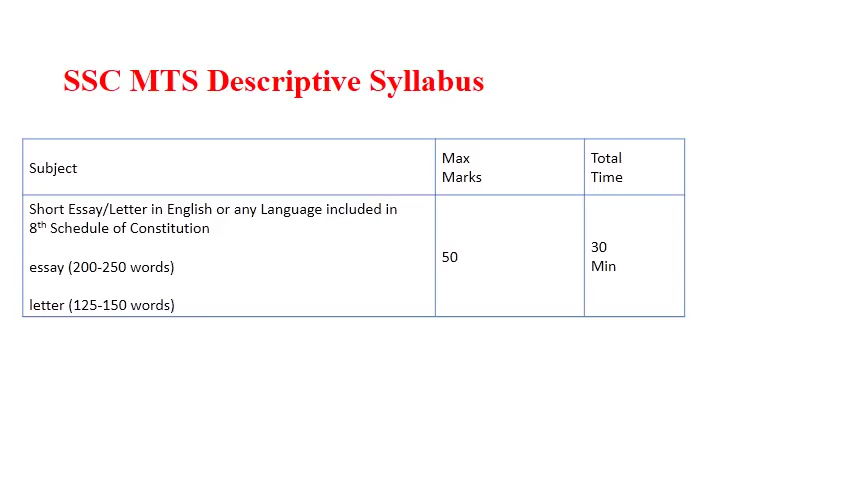 SSC MTS Descriptive Syllabus
Subject
Max
Marks
Total
Time
Short Essay/Letter in English or any Language included in
8th Schedule of Constitution
essay (200-250 words)
letter (125-150 words)
50
30
Min